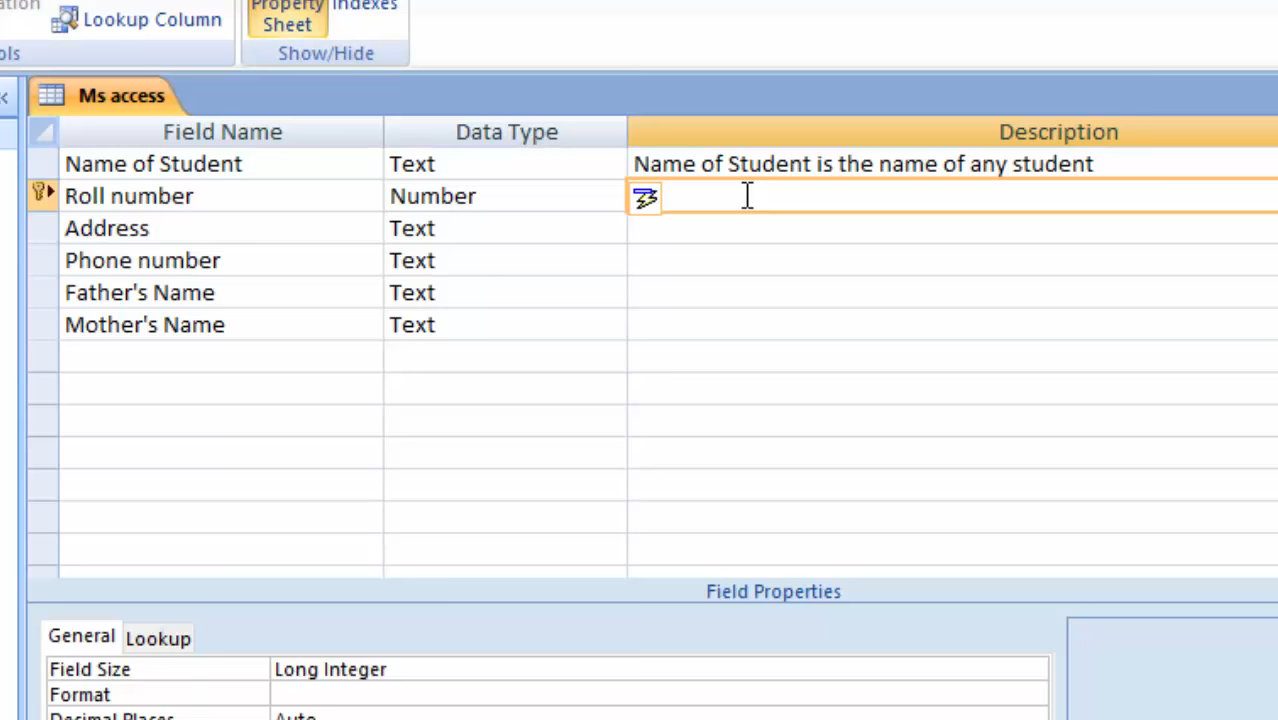 ation
Lookup Column
Property Indexes
Sheet
ols
Show/Hide
Ms access
Field Name Data Type Description
Name of Student Text Name of Student is the name of any student
Roll number Number
Address Text
Phone number Text
Father's Name Text
Mother's Name Text
Field Properties
General Lookup
Field Size Long Integer
Format
Decimal Places Auto